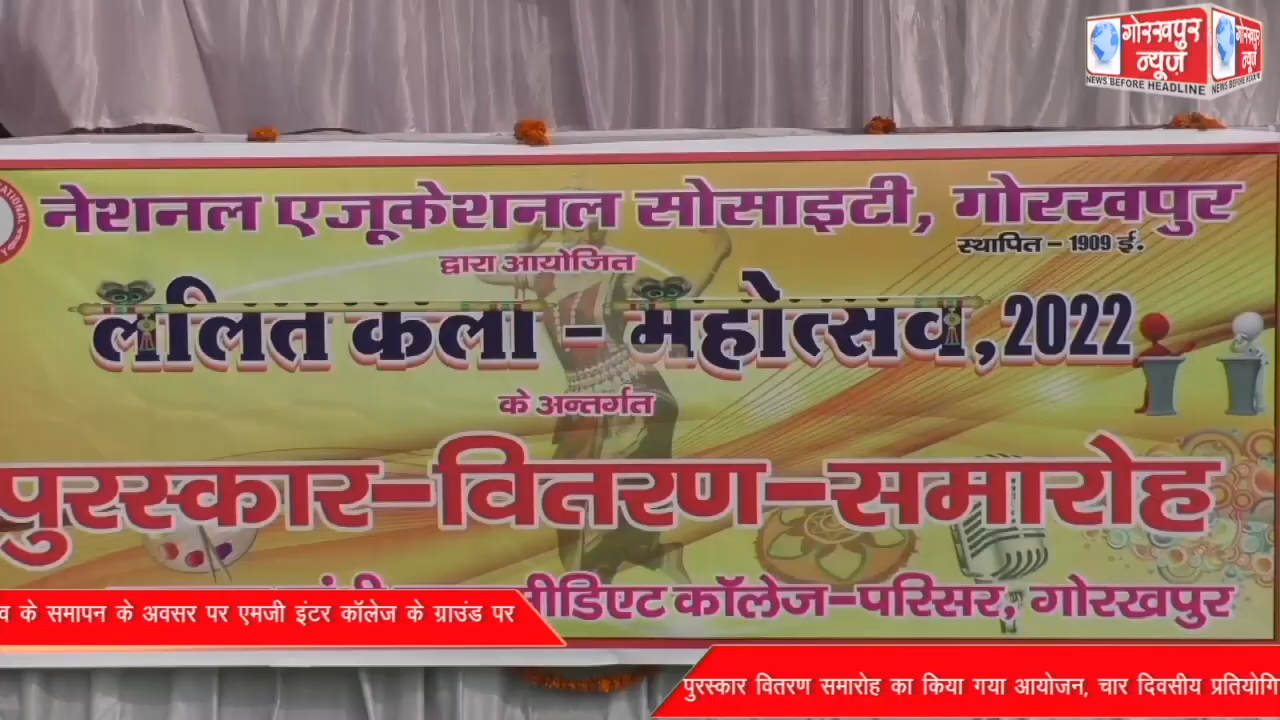 गोरखपुर न्यूज़
NEWS BEFORE HEADLINE
नेशनल एजूकेशनल सोसाइटी, गोरखपुर
स्थापित – 1909 ई.
द्वारा आयोजित
ललित कला – महोत्सव, 2022
के अन्तर्गत
पुरस्कार–वितरण–समारोह
कॉलेज–परिसर, गोरखपुर
के समापन के अवसर पर एमजी इंटर कॉलेज के ग्राउंड पर
पुरस्कार वितरण समारोह का किया गया आयोजन, चार दिवसीय